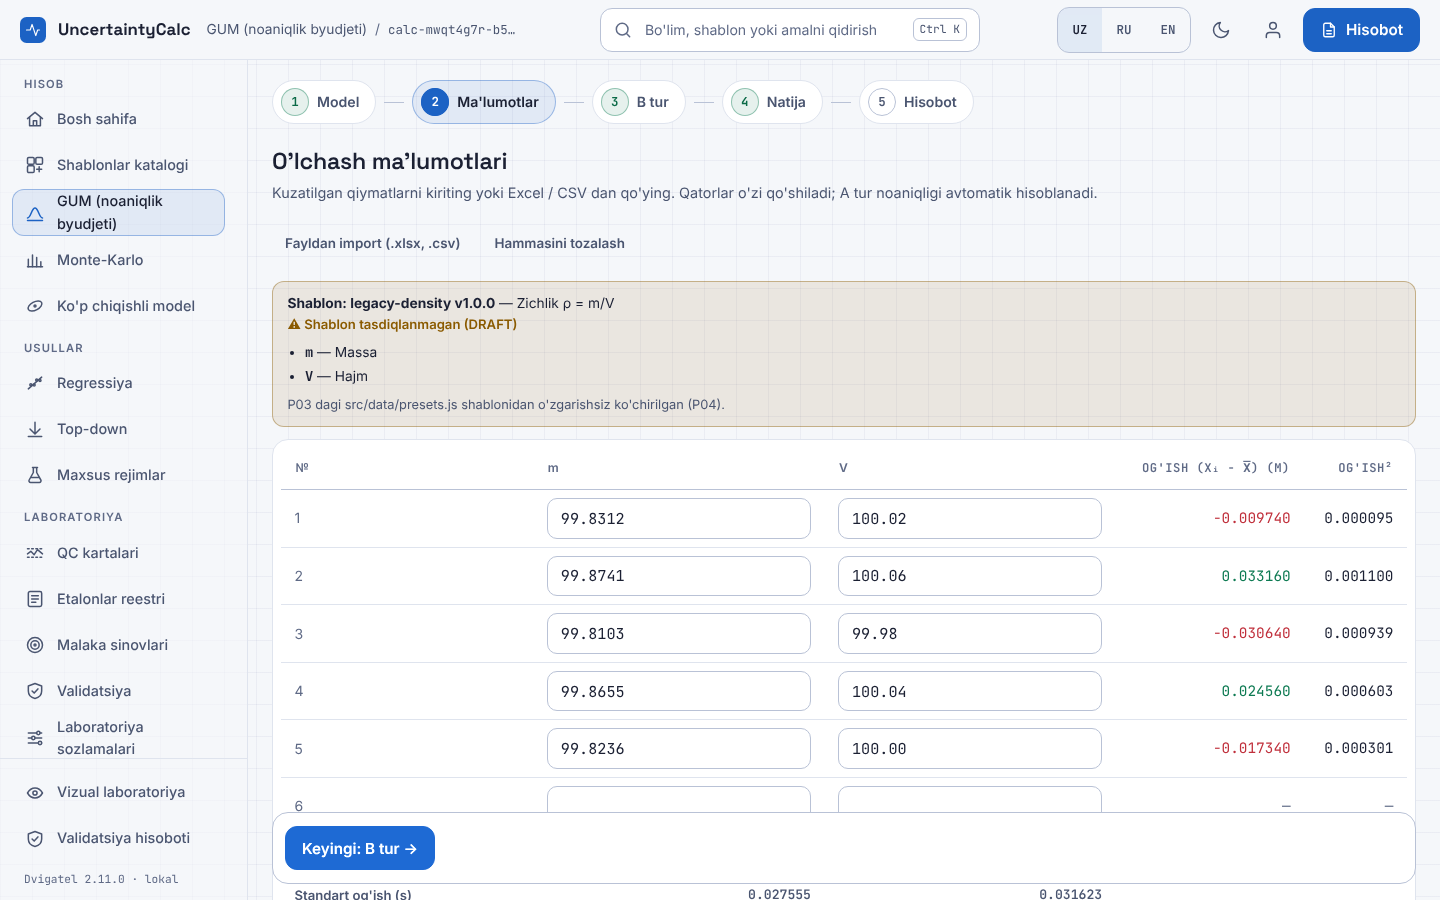 UncertaintyCalc
GUM (noaniqlik byudjeti) / calc-mwqt4g7r-b5…
Bo'lim, shablon yoki amalni qidirish
Ctrl K
UZ
RU
EN
Hisobot
HISOB
Bosh sahifa
Shablonlar katalogi
GUM (noaniqlik
byudjeti)
Monte-Karlo
Ko'p chiqishli model
USULLAR
Regressiya
Top-down
Maxsus rejimlar
LABORATORIYA
QC kartalari
Etalonlar reestri
Malaka sinovlari
Validatsiya
Laboratoriya
sozlamalari
Vizual laboratoriya
Validatsiya hisoboti
Dvigatel 2.11.0 · lokal
1 Model
2 Ma'lumotlar
3 B tur
4 Natija
5 Hisobot
O'lchash ma'lumotlari
Kuzatilgan qiymatlarni kiriting yoki Excel / CSV dan qo'ying. Qatorlar o'zi qo'shiladi; A tur noaniqligi avtomatik hisoblanadi.
Fayldan import (.xlsx, .csv)
Hammasini tozalash
Shablon: legacy-density v1.0.0 — Zichlik ρ = m/V
⚠ Shablon tasdiqlanmagan (DRAFT)
• m — Massa
• V — Hajm
P03 dagi src/data/presets.js shablonidan o'zgarishsiz ko'chirilgan (P04).
№ m V OG'ISH (Xᵢ - X̄) (M) OG'ISH²
1 99.8312 100.02 -0.009740 0.000095
2 99.8741 100.06 0.033160 0.001100
3 99.8103 99.98 -0.030640 0.000939
4 99.8655 100.04 0.024560 0.000603
5 99.8236 100.00 -0.017340 0.000301
6 — —
Keyingi: B tur →
Standart og'ish (s) 0.027555 0.031623